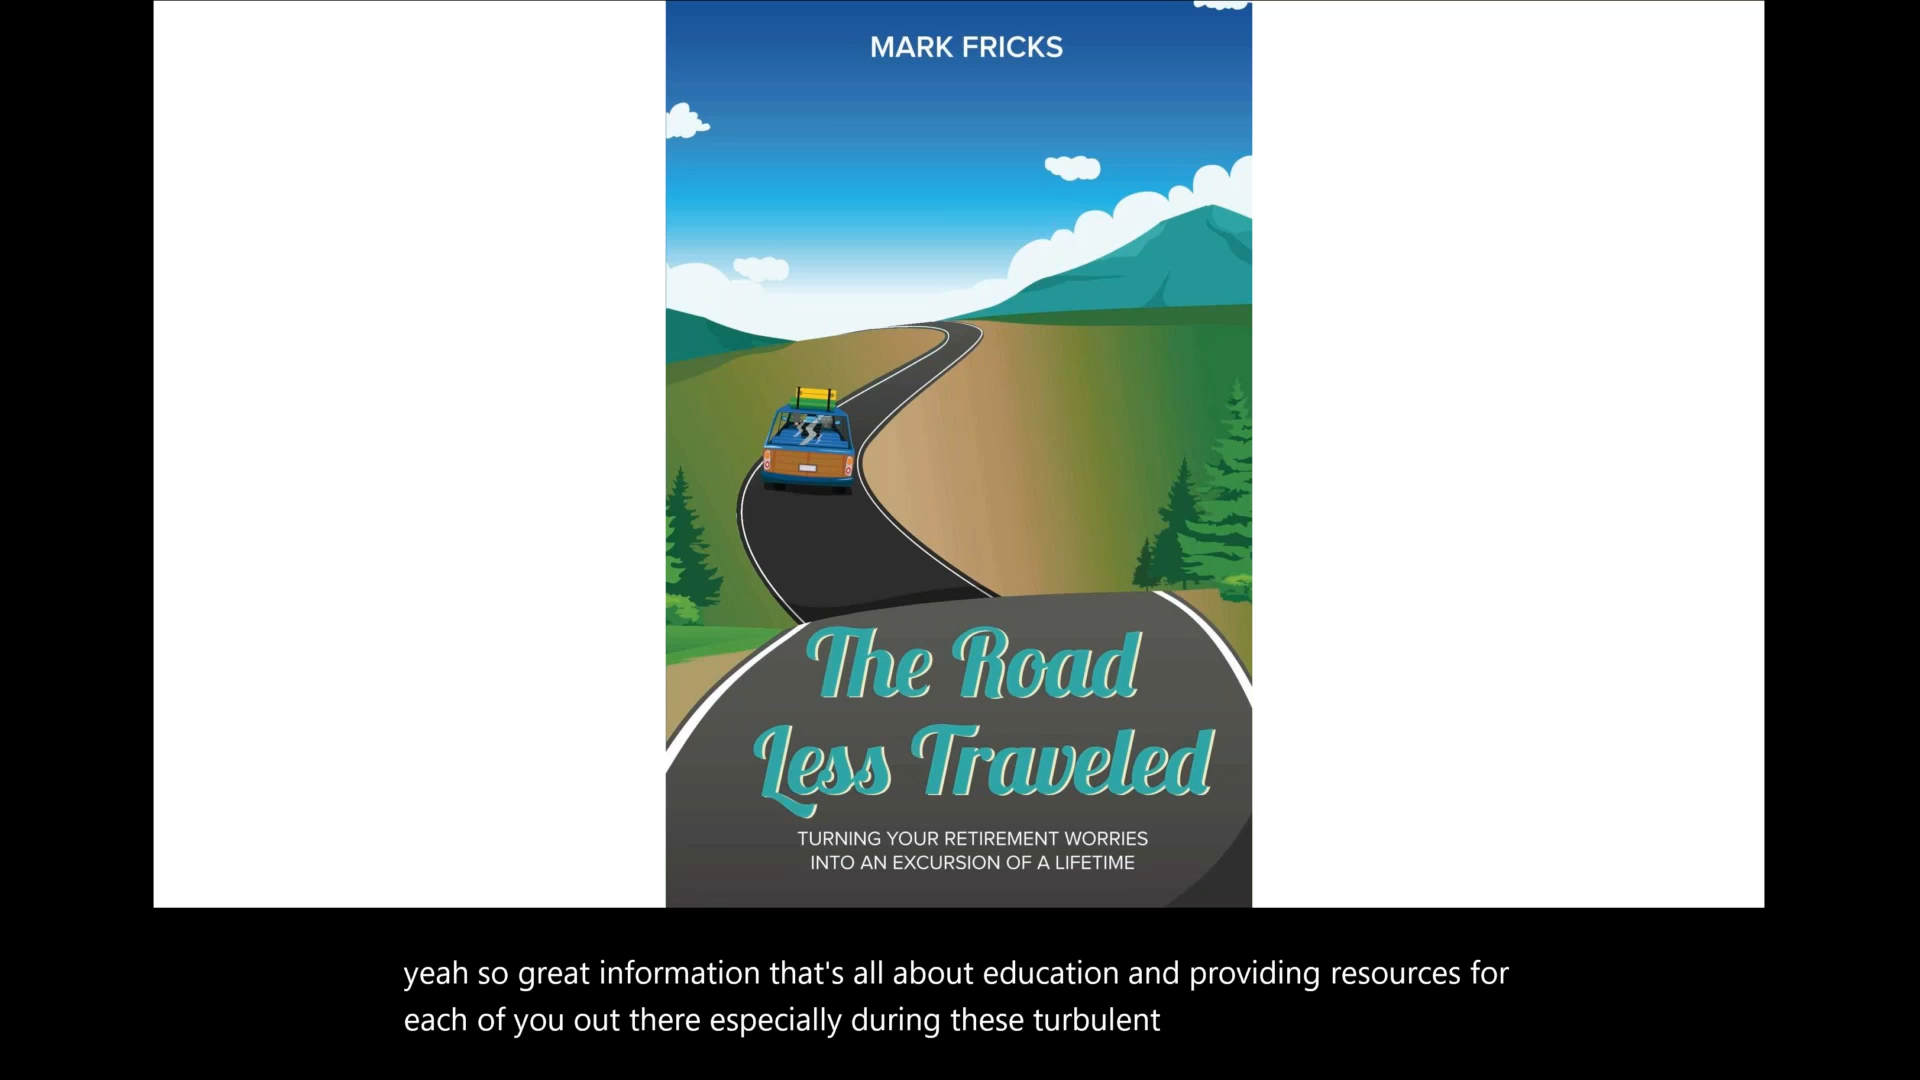 MARK FRICKS
The Road
Less Traveled
TURNING YOUR RETIREMENT WORRIES
INTO AN EXCURSION OF A LIFETIME
yeah so great information that's all about education and providing resources for
each of you out there especially during these turbulent